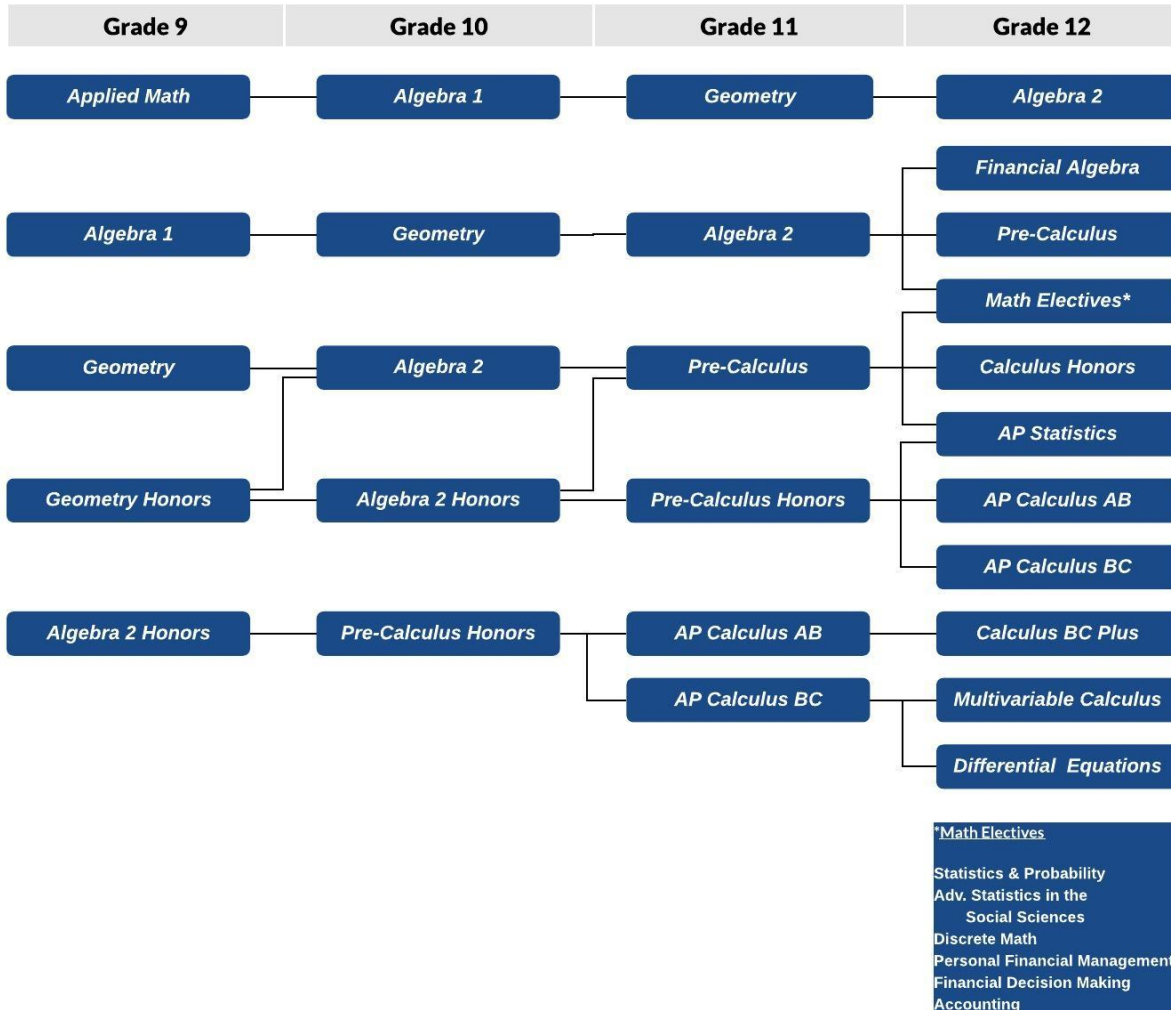 Grade 9 Grade 10 Grade 11 Grade 12
Applied Math Algebra 1 Geometry Algebra 2
Financial Algebra
Algebra 1 Geometry Algebra 2 Pre-Calculus
Math Electives*
Geometry Algebra 2 Pre-Calculus Calculus Honors
AP Statistics
Geometry Honors Algebra 2 Honors Pre-Calculus Honors AP Calculus AB
AP Calculus BC
Algebra 2 Honors Pre-Calculus Honors AP Calculus AB Calculus BC Plus
AP Calculus BC Multivariable Calculus
Differential Equations
*Math Electives
Statistics & Probability
Adv. Statistics in the
Social Sciences
Discrete Math
Personal Financial Management
Financial Decision Making
Accounting